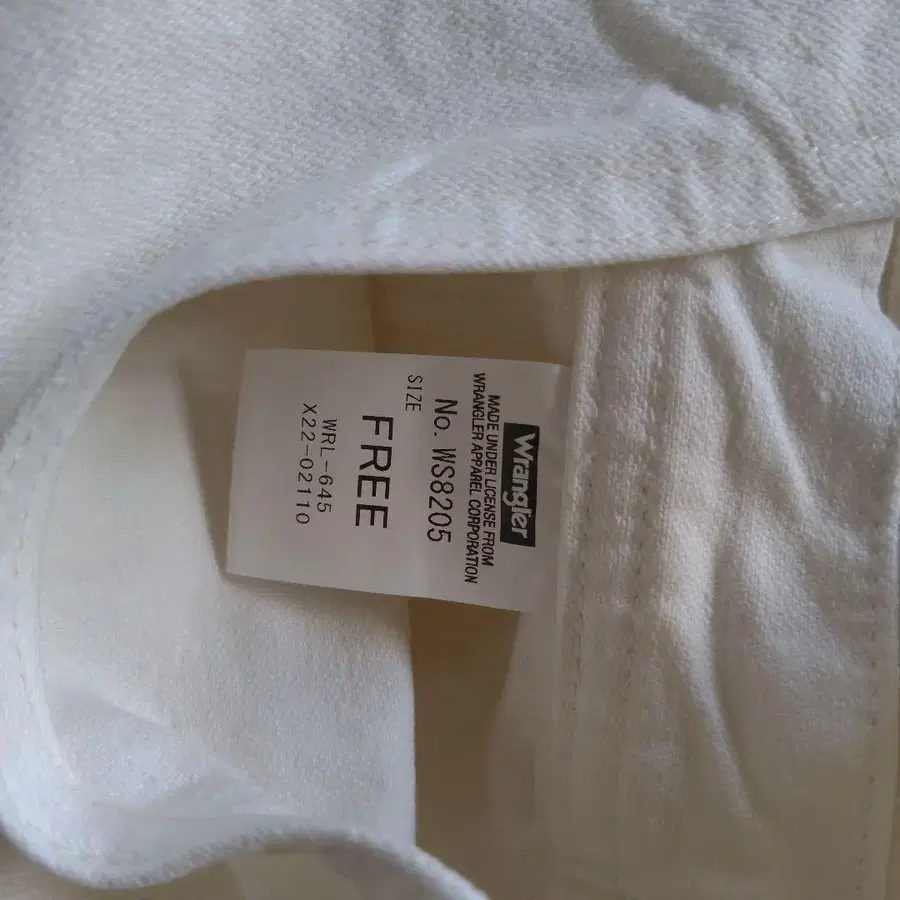 Wrangler
MADE UNDER LICENSE FROM
WRANGLER APPAREL CORPORATION
No. WS8205
SIZE
FREE
WRL-645
X22-02110